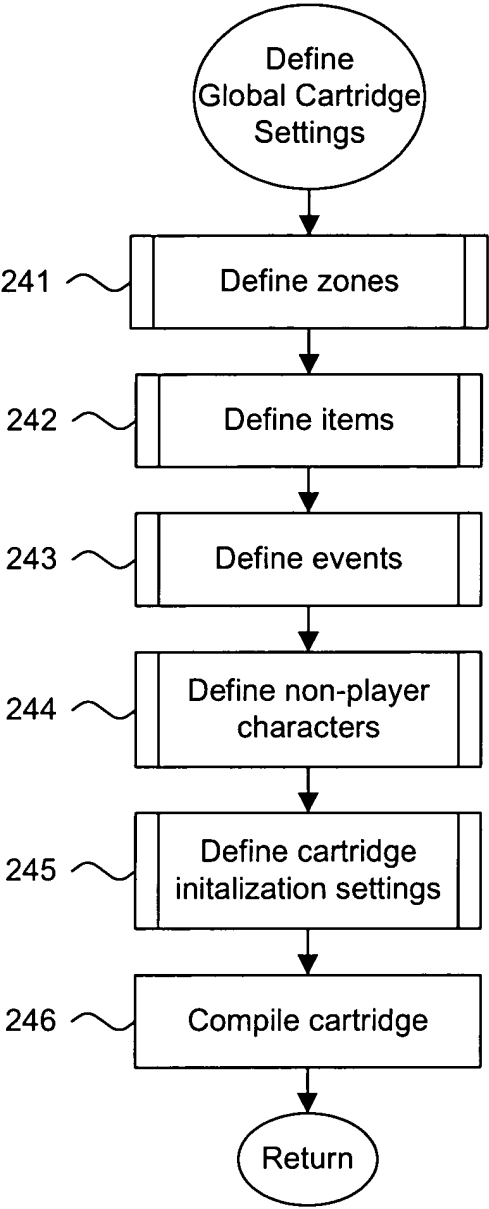 Define
Global Cartridge
Settings
241
Define zones
242
Define items
243
Define events
244
Define non-player
characters
245
Define cartridge
initalization settings
246
Compile cartridge
Return